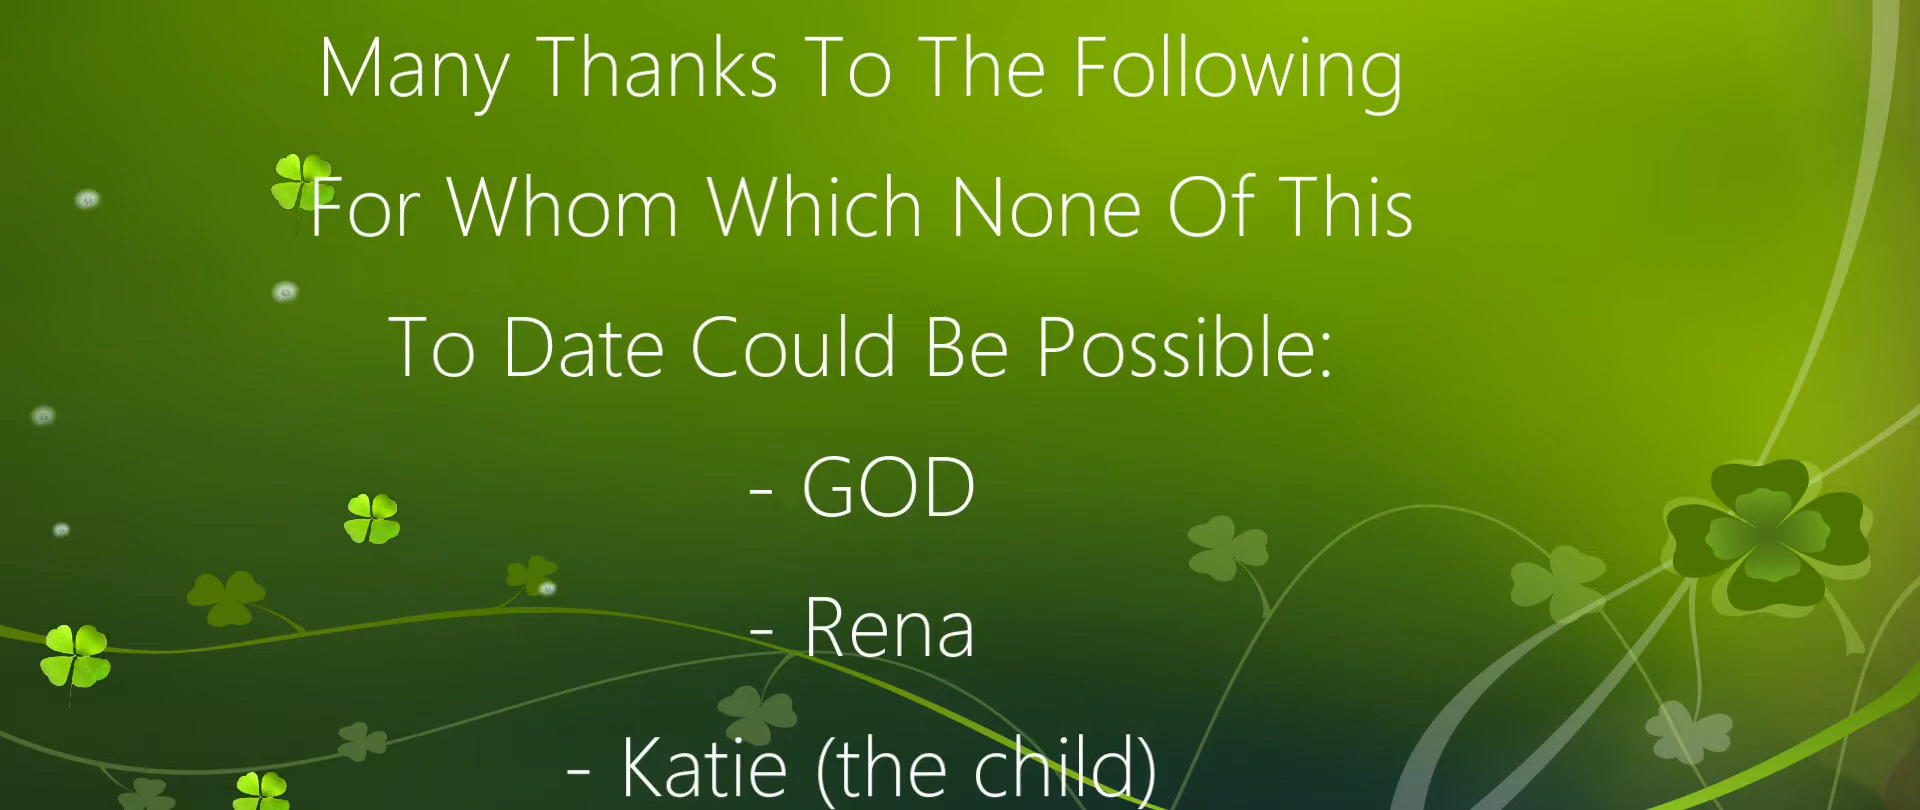 Many Thanks To The Following
For Whom Which None Of This
To Date Could Be Possible:
- GOD
- Rena
- Katie (the child)